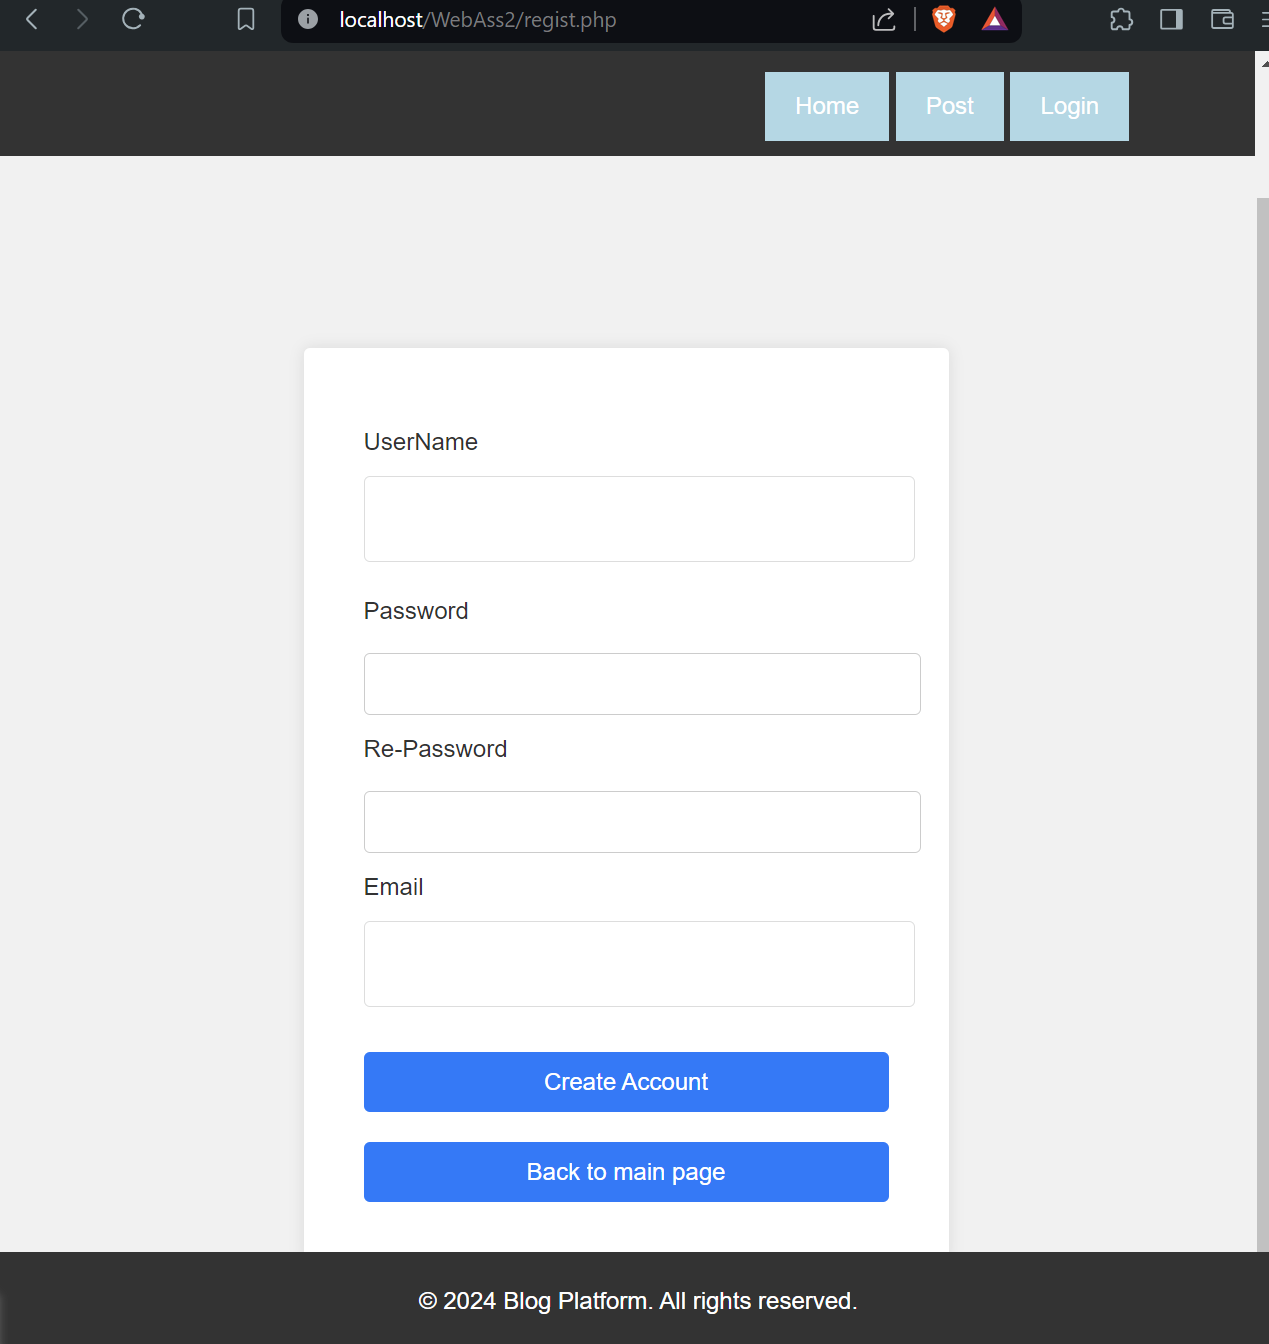 localhost/WebAss2/regist.php
Home Post Login
UserName
Password
Re-Password
Email
Create Account
Back to main page
© 2024 Blog Platform. All rights reserved.